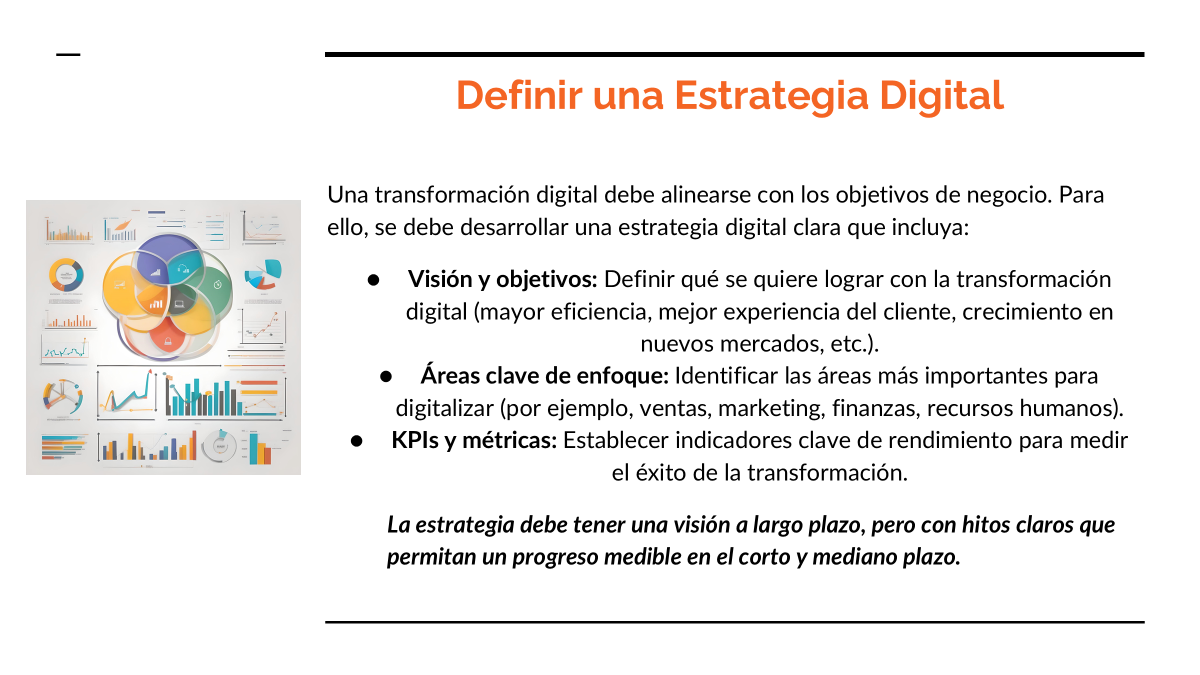 Definir una Estrategia Digital
Una transformación digital debe alinearse con los objetivos de negocio. Para
ello, se debe desarrollar una estrategia digital clara que incluya:
● Visión y objetivos: Definir qué se quiere lograr con la transformación
digital (mayor eficiencia, mejor experiencia del cliente, crecimiento en
nuevos mercados, etc.).
● Áreas clave de enfoque: Identificar las áreas más importantes para
digitalizar (por ejemplo, ventas, marketing, finanzas, recursos humanos).
● KPIs y métricas: Establecer indicadores clave de rendimiento para medir
el éxito de la transformación.
La estrategia debe tener una visión a largo plazo, pero con hitos claros que
permitan un progreso medible en el corto y mediano plazo.